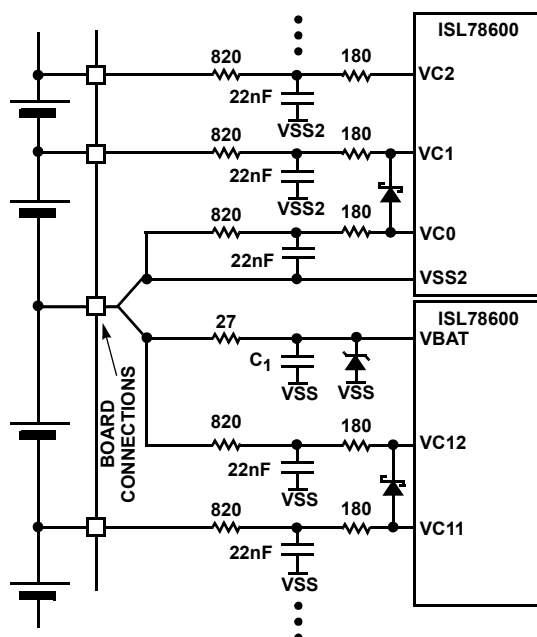 ISL78600
820
180
VC2
22nF
VSS2
820
180
VC1
22nF
VSS2
820
180
VC0
22nF
VSS2
ISL78600
27
VBAT
C1
VSS
VSS
BOARD
CONNECTIONS
820
180
VC12
22nF
VSS
820
180
VC11
22nF
VSS